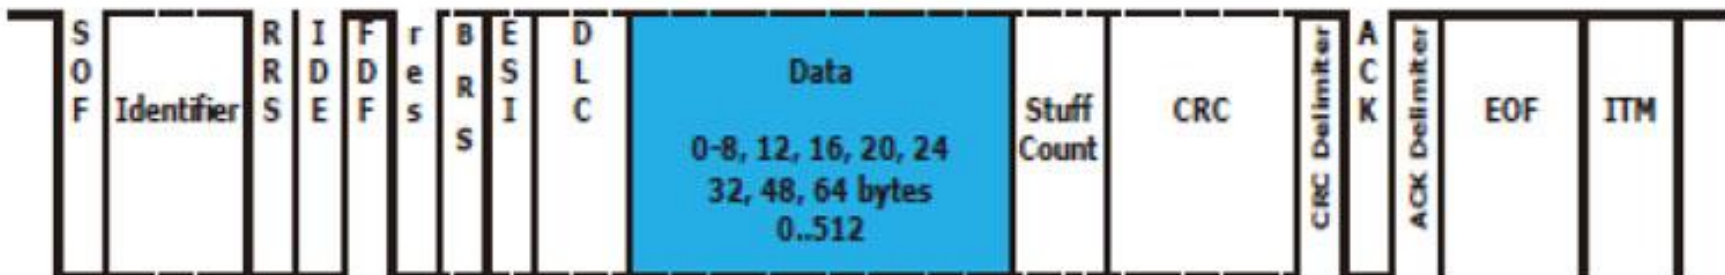 SOF
Identifier
RRS
IDE
FDF
res
BRS
ESI
DLC
Data
0-8, 12, 16, 20, 24
32, 48, 64 bytes
0..512
Stuff
Count
CRC
CRC Delimiter
ACK
ACK Delimiter
EOF
ITM